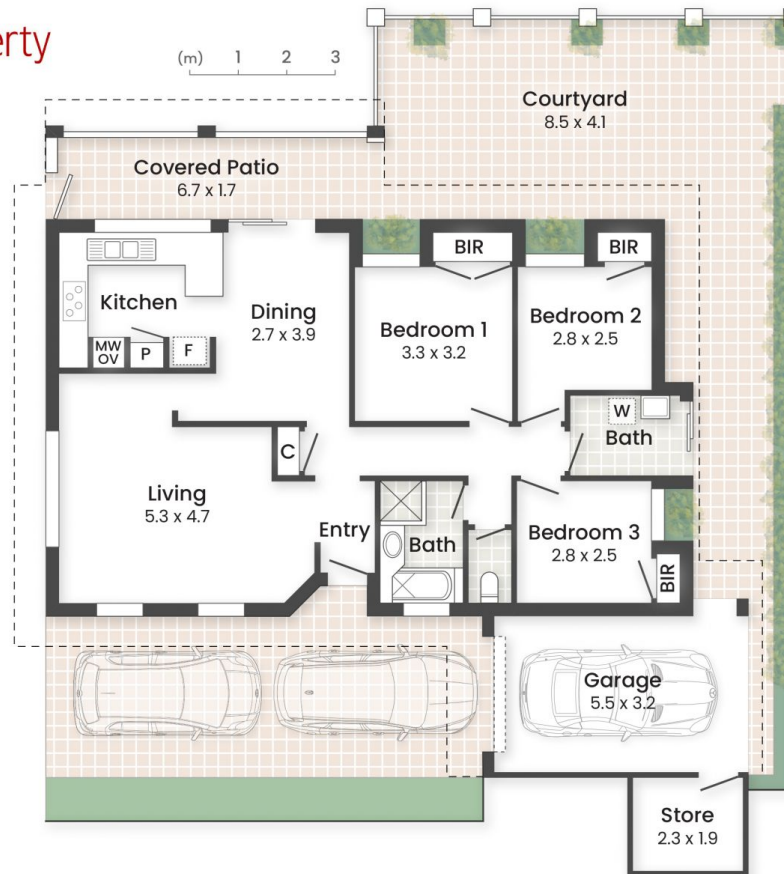 erty
(m) 1 2 3
Courtyard
8.5 x 4.1
Covered Patio
6.7 x 1.7
BIR
BIR
Kitchen
Dining
2.7 x 3.9
Bedroom 1
3.3 x 3.2
Bedroom 2
2.8 x 2.5
MW
OV
P
F
W
Bath
C
Living
5.3 x 4.7
Entry
Bath
Bedroom 3
2.8 x 2.5
BIR
Garage
5.5 x 3.2
Store
2.3 x 1.9